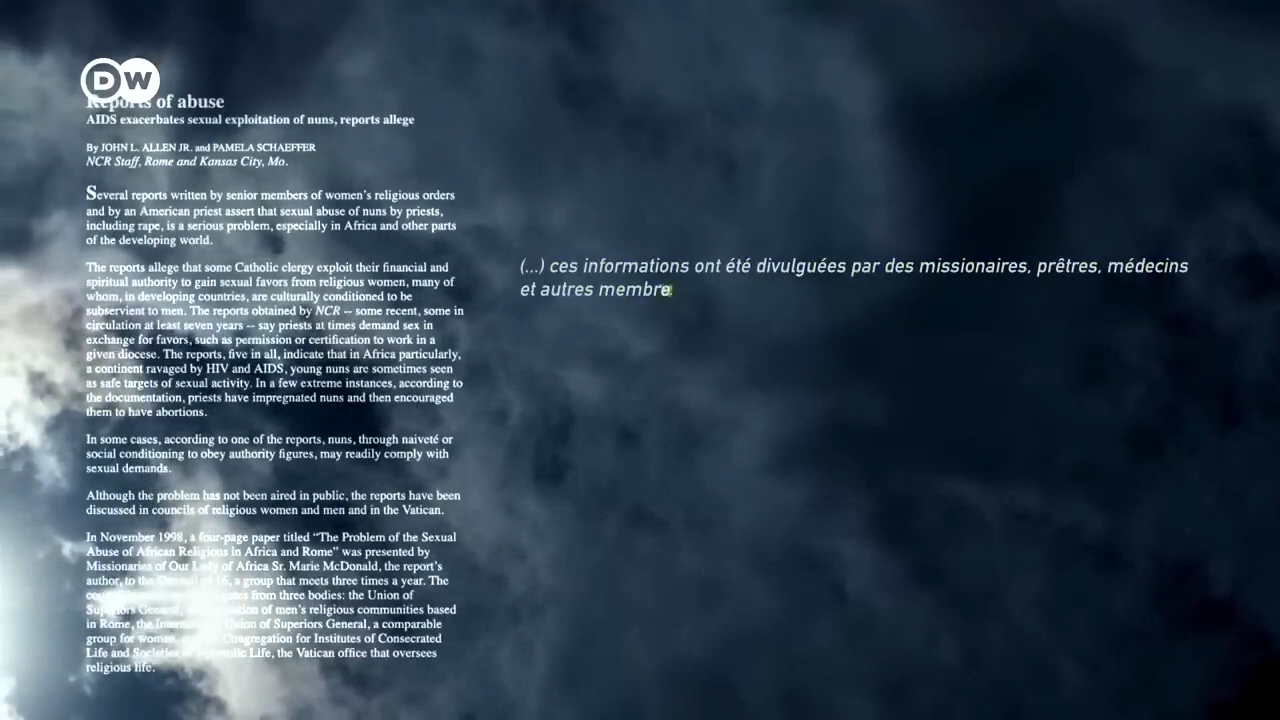 DW
Reports of abuse
AIDS exacerbates sexual exploitation of nuns, reports allege
By JOHN L. ALLEN JR. and PAMELA SCHAEFFER
NCR Staff, Rome and Kansas City, Mo.
Several reports written by senior members of women's religious orders
and by an American priest assert that sexual abuse of nuns by priests,
including rape, is a serious problem, especially in Africa and other parts
of the developing world.
The reports allege that some Catholic clergy exploit their financial and
spiritual authority to gain sexual favors from religious women, many of
whom, in developing countries, are culturally conditioned to be
subservient to men. The reports obtained by NCR -- some recent, some in
circulation at least seven years -- say priests at times demand sex in
exchange for favors, such as permission or certification to work in a
given diocese. The reports, five in all, indicate that in Africa particularly,
a continent ravaged by HIV and AIDS, young nuns are sometimes seen
as safe targets of sexual activity. In a few extreme instances, according to
the documentation, priests have impregnated nuns and then encouraged
them to have abortions.
In some cases, according to one of the reports, nuns, through naiveté or
social conditioning to obey authority figures, may readily comply with
sexual demands.
Although the problem has not been aired in public, the reports have been
discussed in councils of religious women and men and in the Vatican.
In November 1998, a four-page paper titled “The Problem of the Sexual
Abuse of African Religious in Africa and Rome” was presented by
Missionaries of Our Lady of Africa Sr. Marie McDonald, the report's
author, to the Council of 16, a group that meets three times a year. The
from three bodies: the Union of
Superiors General, of men's religious communities based
in Rome, the Union of Superiors General, a comparable
group for women, Congregation for Institutes of Consecrated
Life and Societies of Apostolic Life, the Vatican office that oversees
religious life.
(...) ces informations ont été divulguées par des missionaires, prêtres, médecins
et autres membre